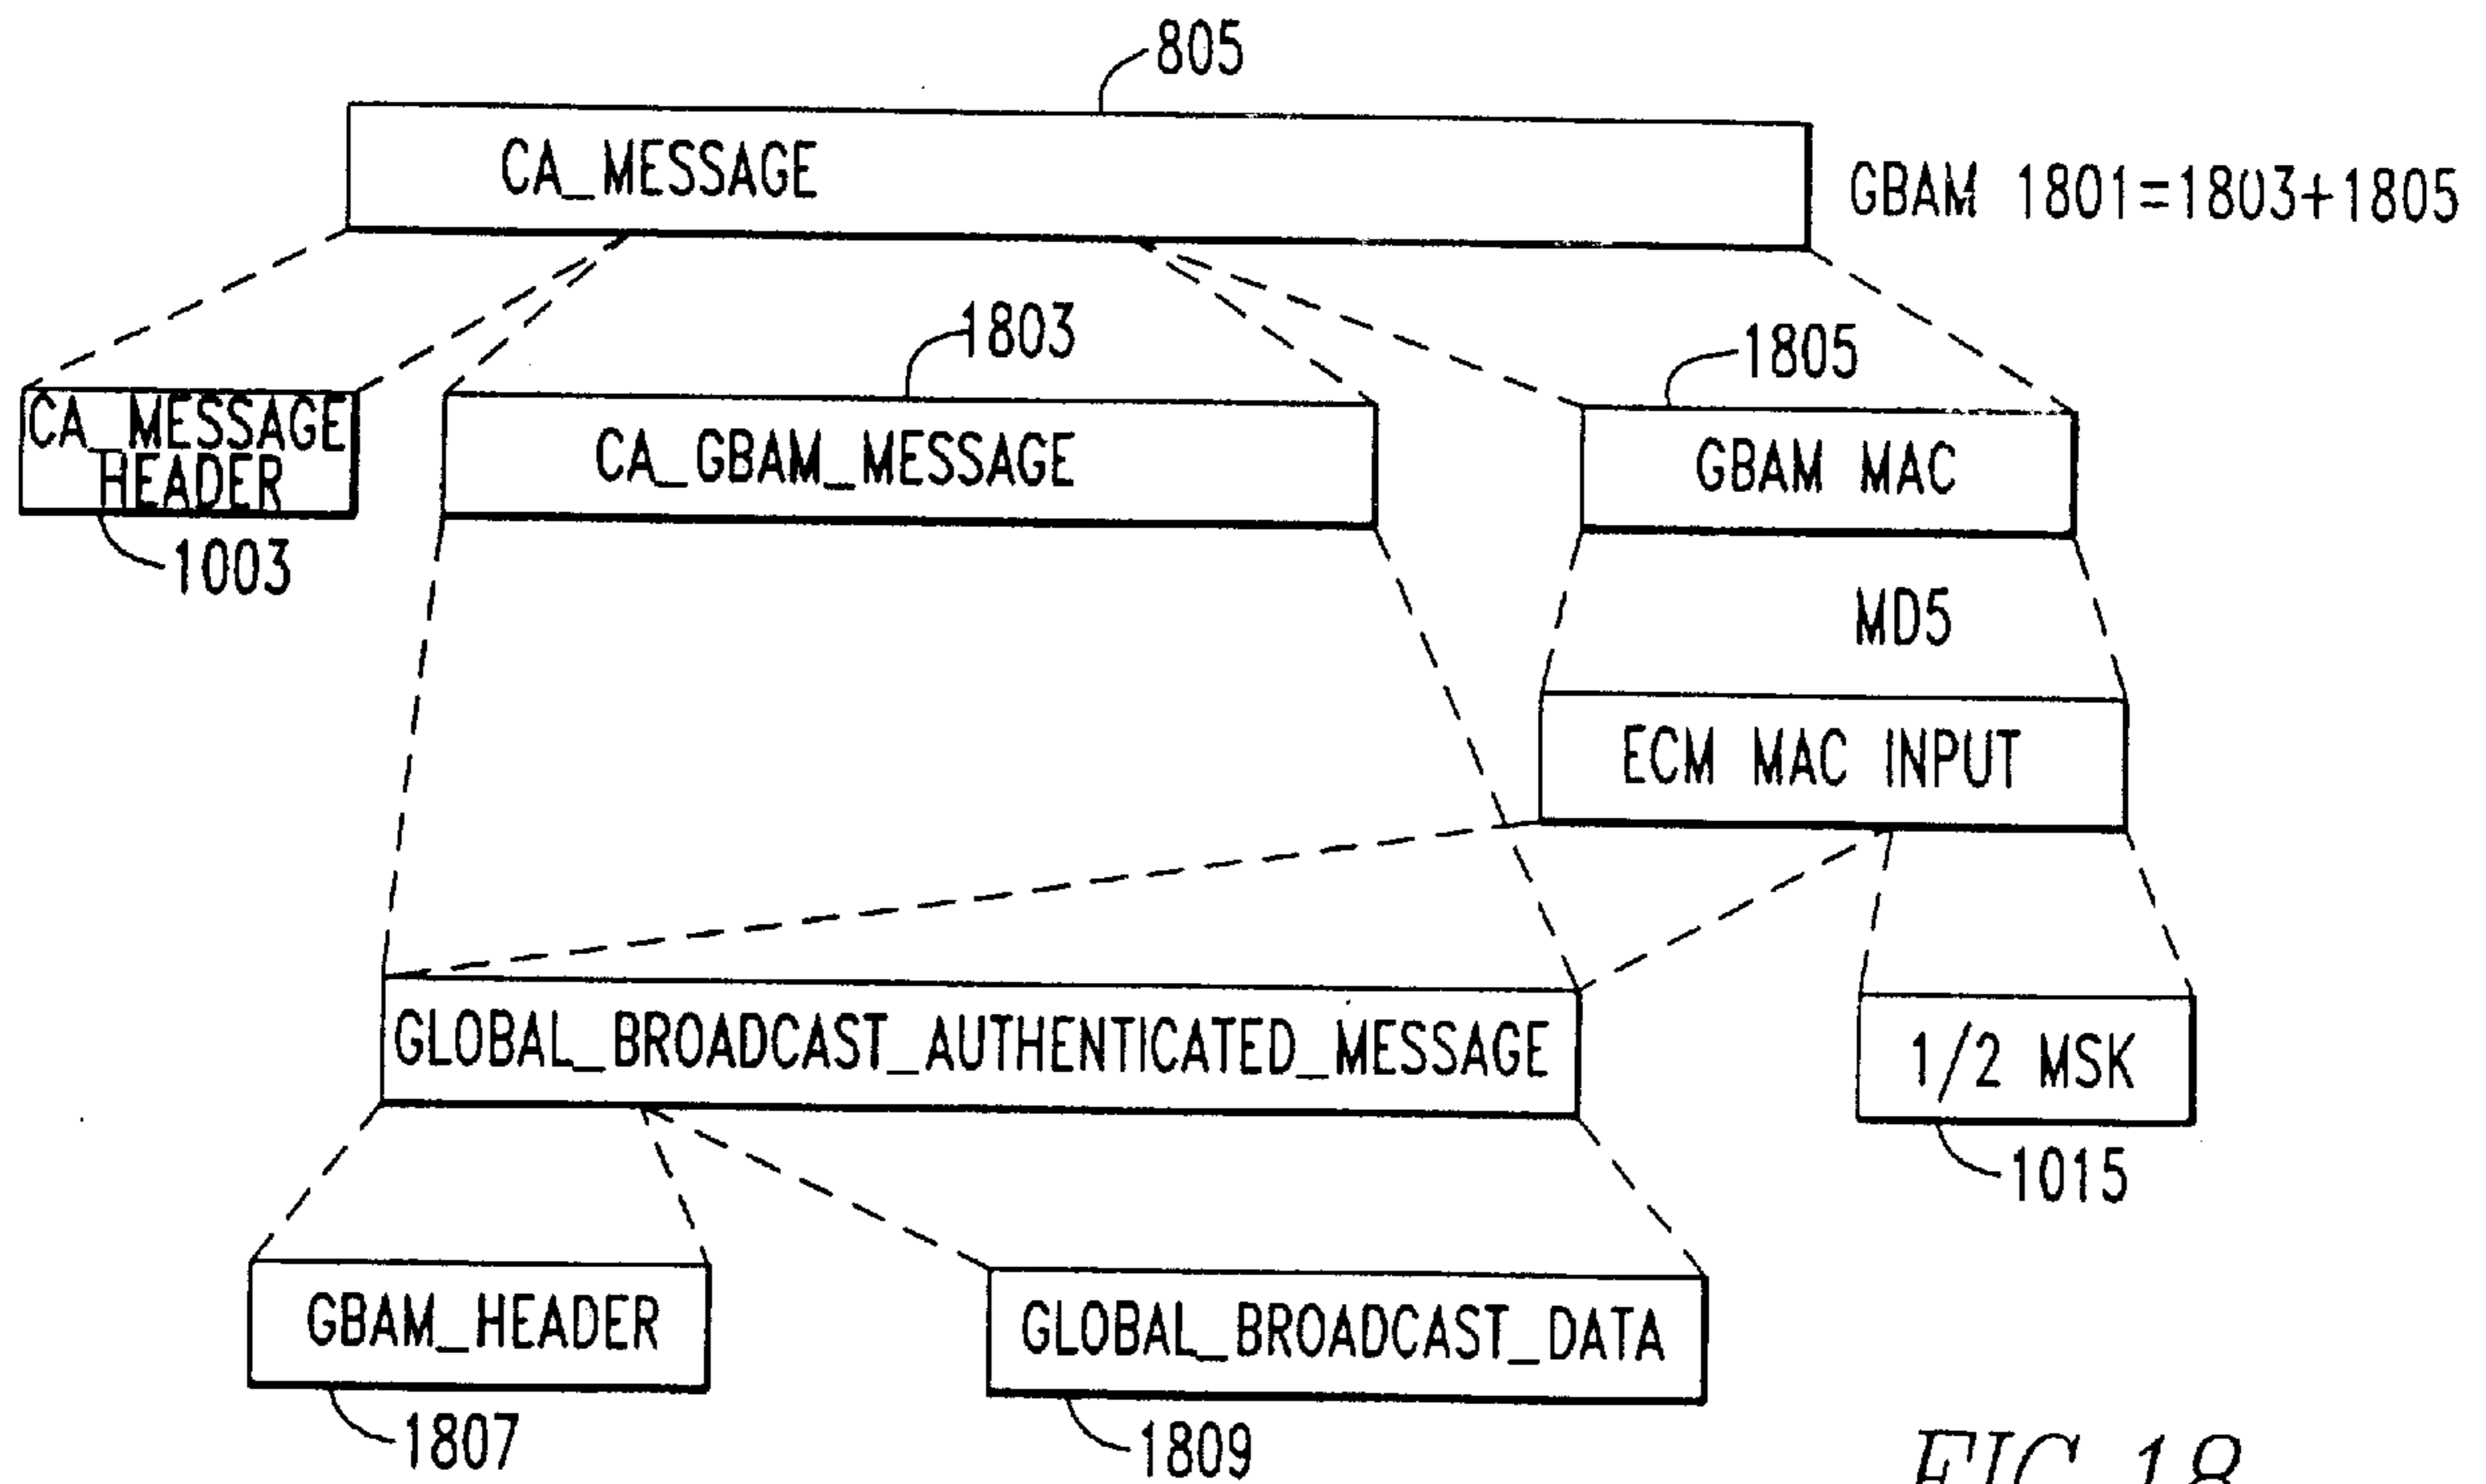 805
CA_MESSAGE
GBAM 1801=1803+1805
1803
1805
CA_MESSAGE
HEADER
CA_GBAM_MESSAGE
GBAM MAC
1003
MD5
ECM MAC INPUT
GLOBAL_BROADCAST_AUTHENTICATED_MESSAGE
1/2 MSK
1015
GBAM_HEADER
GLOBAL_BROADCAST_DATA
1807
1809
FIG. 18